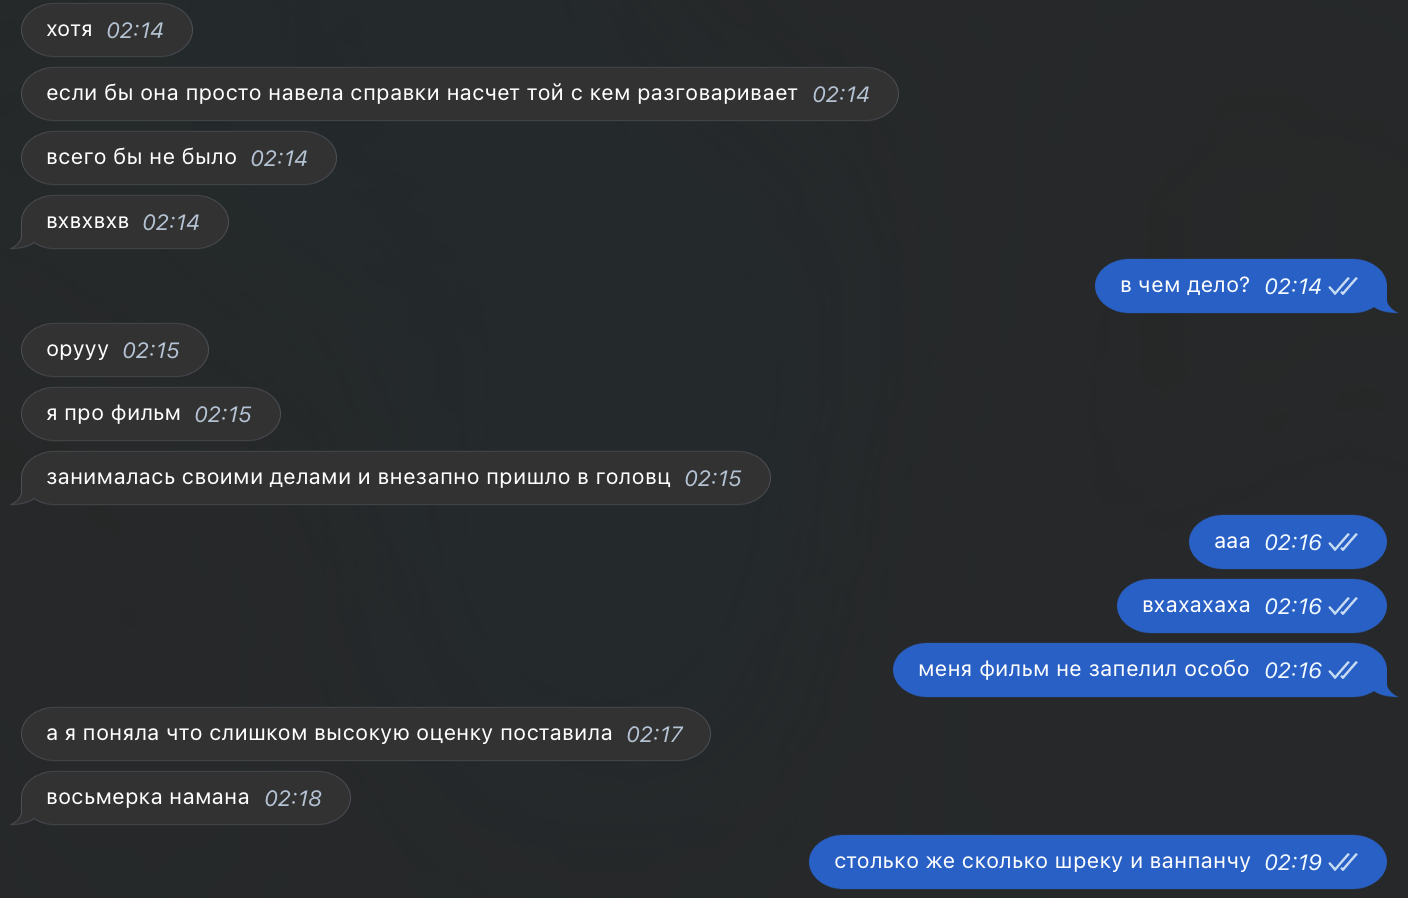 хотя 02:14
если бы она просто навела справки насчет той с кем разговаривает 02:14
всего бы не было 02:14
вхвхвхв 02:14
в чем дело? 02:14
орууу 02:15
я про фильм 02:15
занималась своими делами и внезапно пришло в головц 02:15
ааа 02:16
вхахахаха 02:16
меня фильм не запелил особо 02:16
а я поняла что слишком высокую оценку поставила 02:17
восьмерка намана 02:18
столько же сколько шреку и ванпанчу 02:19